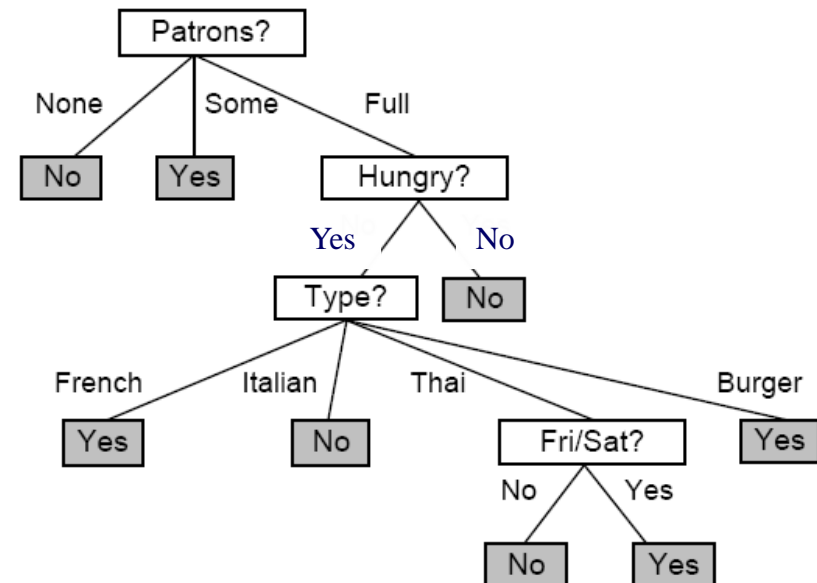 Patrons?
None Some Full
No Yes Hungry?
Yes No
Type? No
French Italian Thai Burger
Yes No Fri/Sat? Yes
No Yes
No Yes